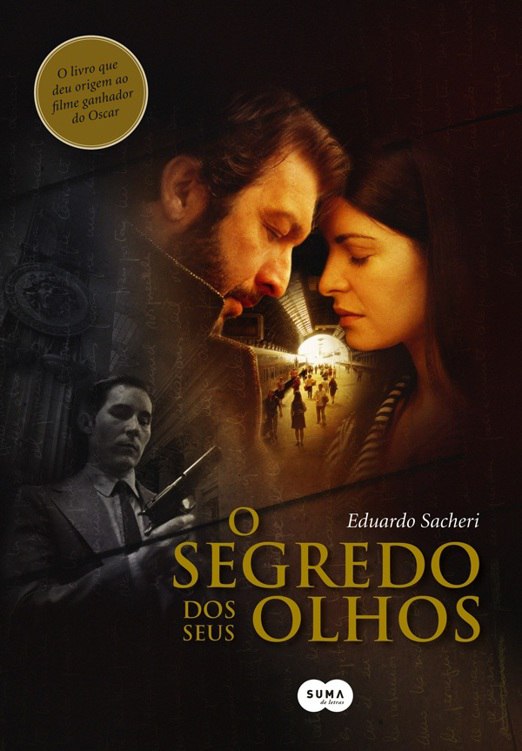 O livro que
deu origem ao
filme ganhador
do Oscar
Eduardo Sacheri
O
SEGREDO
DOS
SEUS
OLHOS
SUMA
de letras